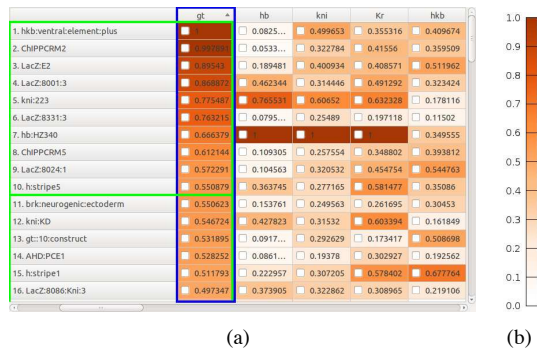 gt hb kni Kr hkb
1. hkb:ventral:element:plus 1 0.0825... 0.499653 0.355316 0.409674
2. ChIPPCRM2 0.0533... 0.322784 0.41556 0.359509
3. LacZ:E2 0.89543 0.189481 0.400934 0.408571 0.511962
4. LacZ:8001:3 0.868872 0.462344 0.314446 0.491292 0.323424
5. kni:223 0.775487 0.765531 0.60652 0.632328 0.178116
6. LacZ:8331:3 0.763215 0.0795... 0.25489 0.197118 0.11502
7. hb:HZ340 0.666379 1 1 1 0.349555
8. ChIPPCRM5 0.612144 0.109305 0.257554 0.348802 0.393812
9. LacZ:8024:1 0.572291 0.104563 0.320532 0.454754 0.544763
10. h:stripe5 0.550879 0.363745 0.277165 0.581477 0.35086
11. brk:neurogenic:ectoderm 0.550623 0.153761 0.249563 0.261695 0.30453
12. kni:KD 0.546724 0.427823 0.31532 0.603394 0.161849
13. gt::10:construct 0.531895 0.0917... 0.292629 0.173417 0.508698
14. AHD:PCE1 0.528252 0.0861... 0.19378 0.302927 0.192562
15. h:stripe1 0.511793 0.222957 0.307205 0.578402 0.677764
16. LacZ:8086:Kni:3 0.497347 0.373905 0.322862 0.308965 0.219106
(a)
1.0
0.9
0.8
0.7
0.6
0.5
0.4
0.3
0.2
0.1
0.0
(b)